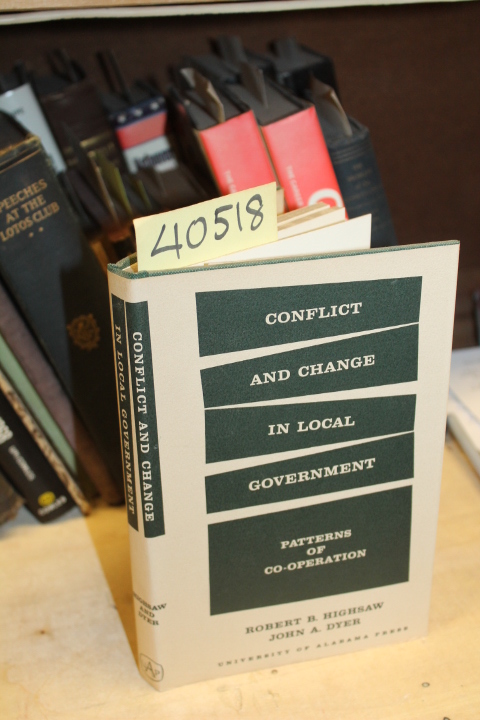 40518
CONFLICT
AND CHANGE
IN LOCAL
GOVERNMENT
PATTERNS
OF
CO-OPERATION
ROBERT B. HIGHSAW
JOHN A. DYER
UNIVERSITY OF ALABAMA PRESS
CONFLICT AND CHANGE
IN LOCAL GOVERNMENT
HIGHSAW
AND
DYER
SPEECHES
AT THE
LOTOS CLUB